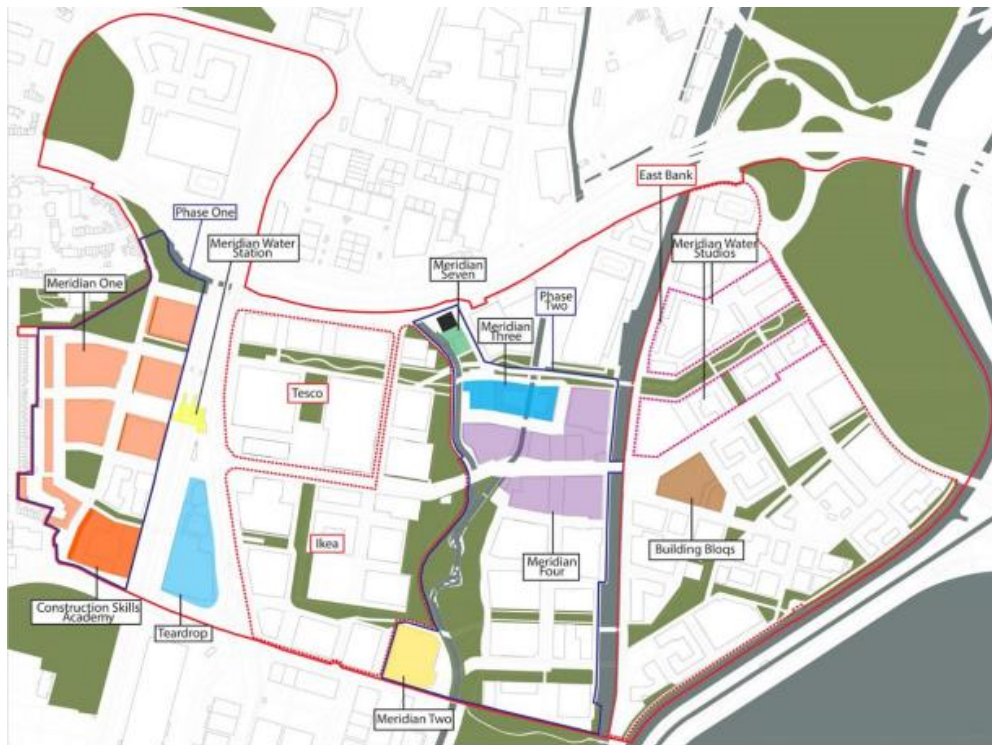 East Bank
Phase One
Meridian Water
Station
Meridian Water
Studios
Meridian
Seven
Meridian One
Phase
Two
Meridian
Three
Tesco
Ikea
Building Bloqs
Meridian
Four
Construction Skills
Academy
Teardrop
Meridian Two